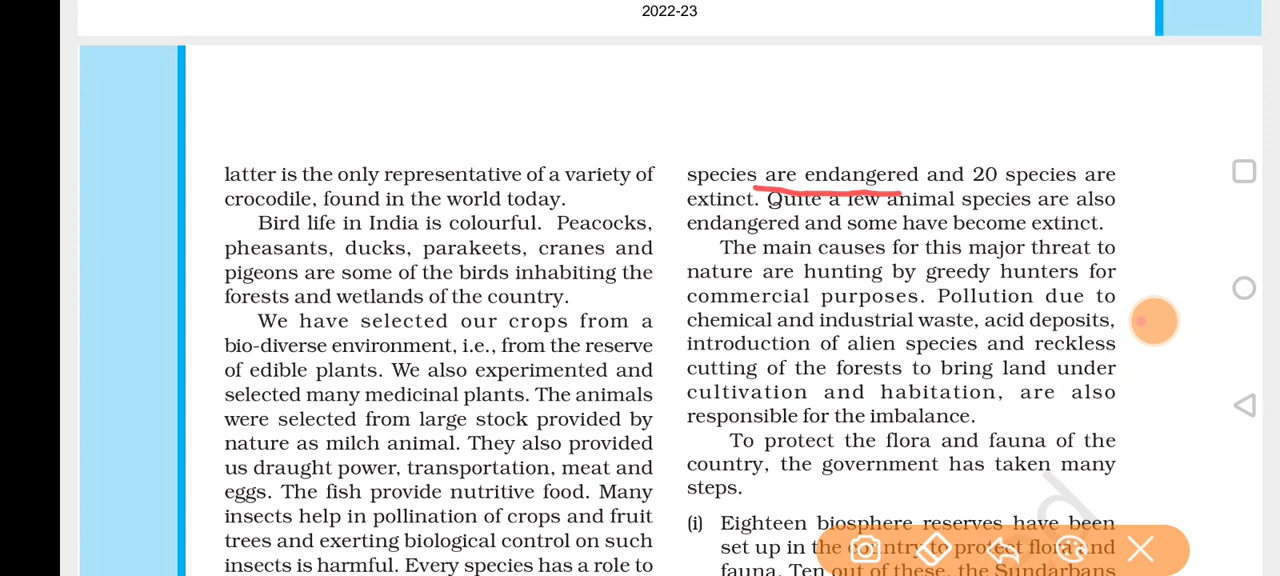 2022-23
latter is the only representative of a variety of
crocodile, found in the world today.
Bird life in India is colourful. Peacocks,
pheasants, ducks, parakeets, cranes and
pigeons are some of the birds inhabiting the
forests and wetlands of the country.
We have selected our crops from a
bio-diverse environment, i.e., from the reserve
of edible plants. We also experimented and
selected many medicinal plants. The animals
were selected from large stock provided by
nature as milch animal. They also provided
us draught power, transportation, meat and
eggs. The fish provide nutritive food. Many
insects help in pollination of crops and fruit
trees and exerting biological control on such
insects is harmful. Every species has a role to
species are endangered and 20 species are
extinct. Quite a few animal species are also
endangered and some have become extinct.
The main causes for this major threat to
nature are hunting by greedy hunters for
commercial purposes. Pollution due to
chemical and industrial waste, acid deposits,
introduction of alien species and reckless
cutting of the forests to bring land under
cultivation and habitation, are also
responsible for the imbalance.
To protect the flora and fauna of the
country, the government has taken many
steps.
(i) Eighteen biosphere reserves have been
set up in the country to protect flora and
fauna. Ten out of these, the Sundarbans